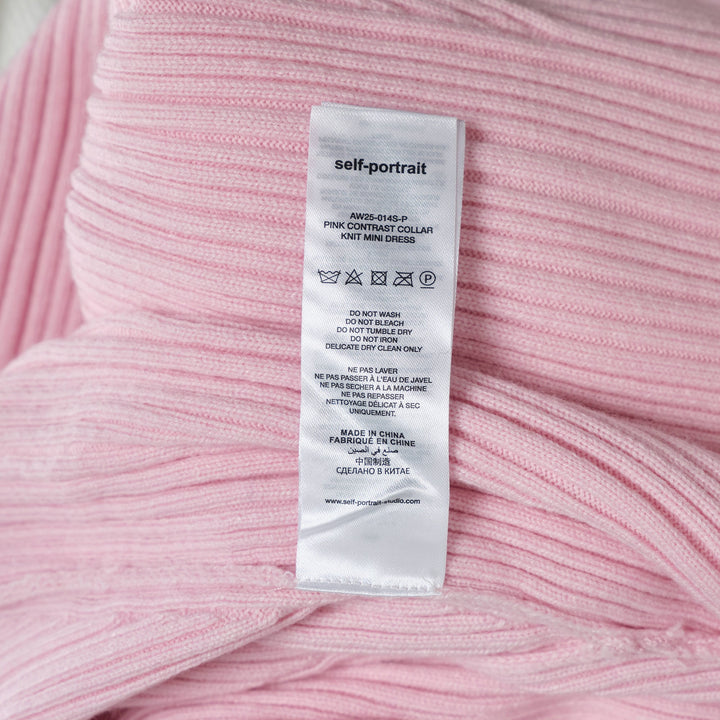 self-portrait
AW25-014S-P
PINK CONTRAST COLLAR
KNIT MINI DRESS
P
DO NOT WASH
DO NOT BLEACH
DO NOT TUMBLE DRY
DO NOT IRON
DELICATE DRY CLEAN ONLY
NE PAS LAVER
NE PAS PASSER À L'EAU DE JAVEL
NE PAS SECHER A LA MACHINE
NE PAS REPASSER
NETTOYAGE DÉLICAT À SEC
UNIQUEMENT.
MADE IN CHINA
FABRIQUÉ EN CHINE
صنع في الصين
中国制造
СДЕЛАНО В КИТАЕ
www.self-portrait-studio.com